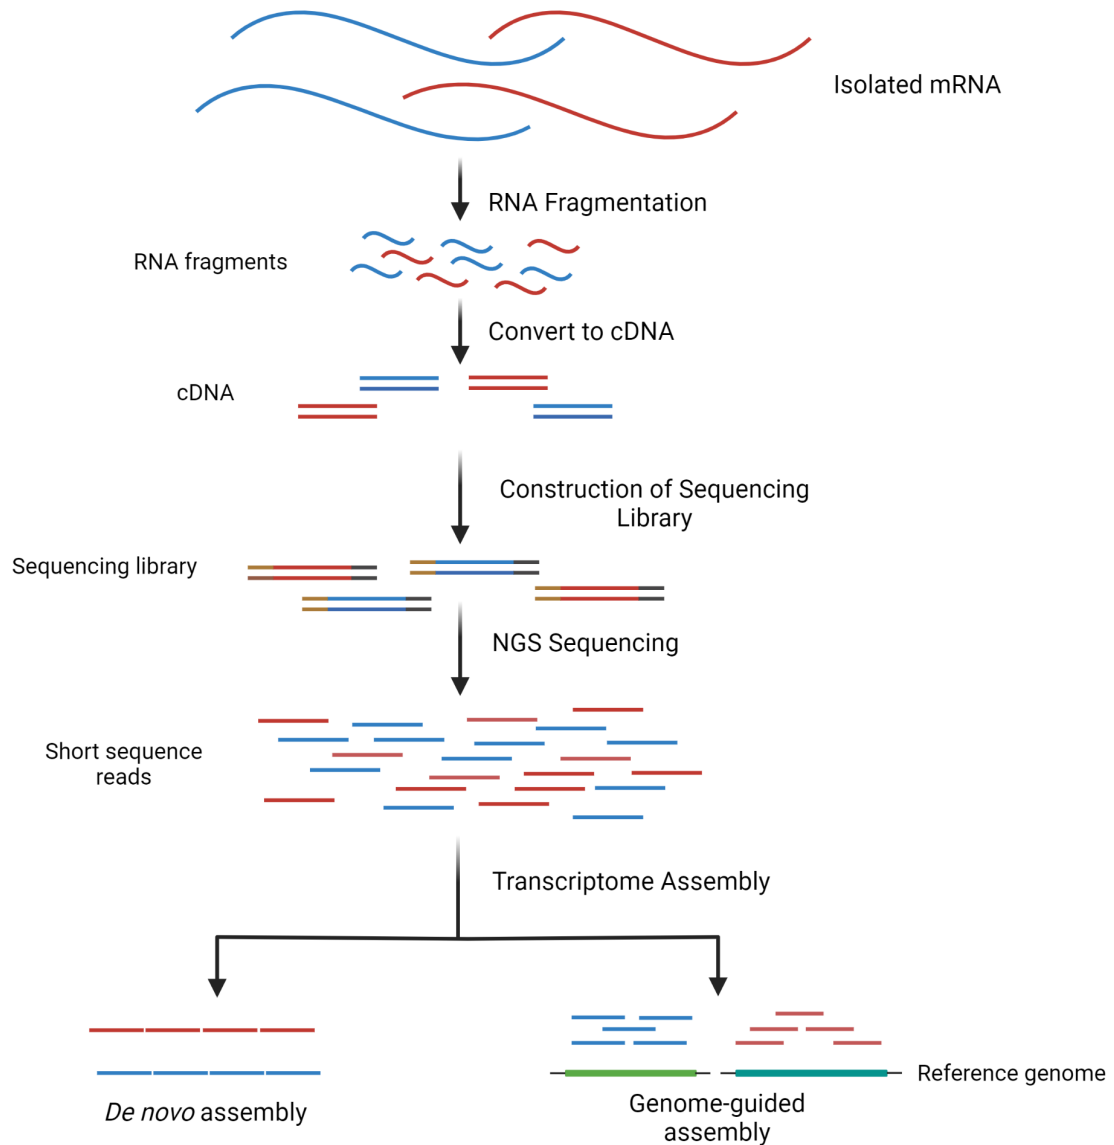 Isolated mRNA
RNA Fragmentation
RNA fragments
Convert to cDNA
cDNA
Construction of Sequencing
Library
Sequencing library
NGS Sequencing
Short sequence
reads
Transcriptome Assembly
Reference genome
De novo assembly
Genome-guided
assembly